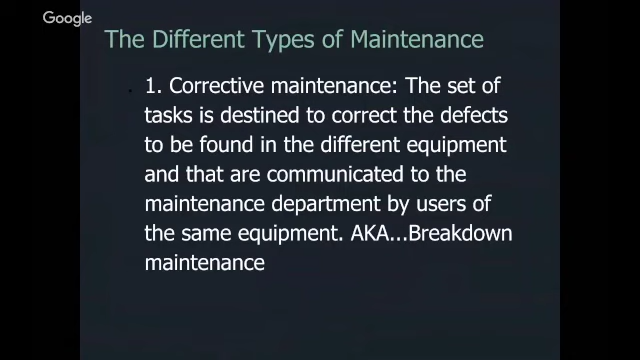 Google
The Different Types of Maintenance
1. Corrective maintenance: The set of
tasks is destined to correct the defects
to be found in the different equipment
and that are communicated to the
maintenance department by users of
the same equipment. AKA...Breakdown
maintenance